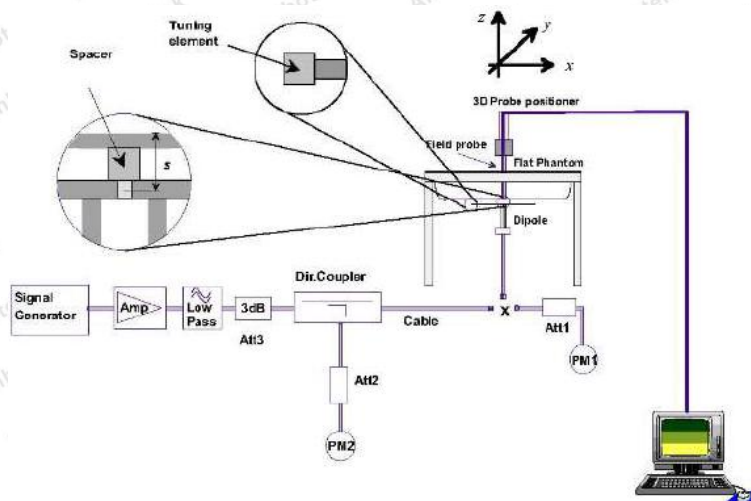 Tuning
element
Spacer
s
z
y
x
3D Probe positioner
Field probe
Flat Phantom
Dipole
Dir.Coupler
Signal
Generator
Amp
Low
Pass
3dB
Att3
Cable
X
Att1
PM1
Att2
PM2